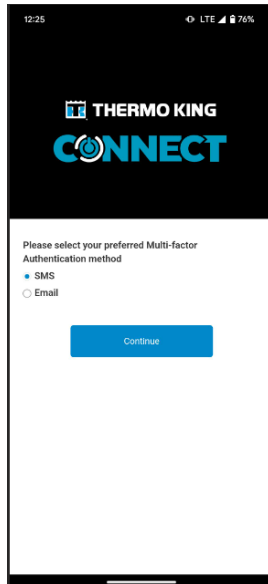 12:25 LTE 76%
THERMO KING
CONNECT
Please select your preferred Multi-factor
Authentication method
SMS
Email
Continue